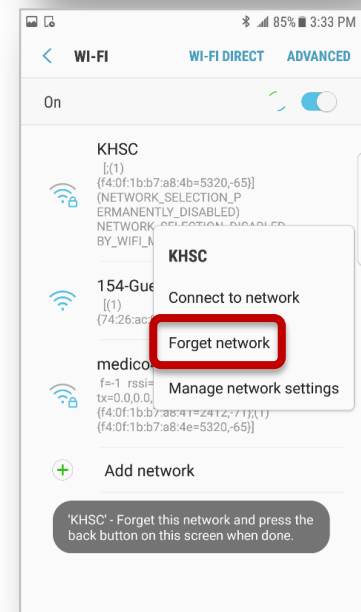 85% 3:33 PM
WI-FI WI-FI DIRECT ADVANCED
On
KHSC
[;(1)
{f4:0f:1b:b7:a8:4b=5320,-65}]
(NETWORK_SELECTION_P
ERMANENTLY_DISABLED)
NETWORK_SELECTION_DISABLED
BY_WIFI_M
KHSC
Connect to network
Forget network
Manage network settings
154-Gue
[(1)
{74:26:ac:
medico
f=-1 rssi=
tx=0.0,0.0,
{f4:0f:1b:b7:a8:41=2412,-71};(1)
{f4:0f:1b:b7:a8:4e=5320,-65}]
Add network
'KHSC' - Forget this network and press the
back button on this screen when done.